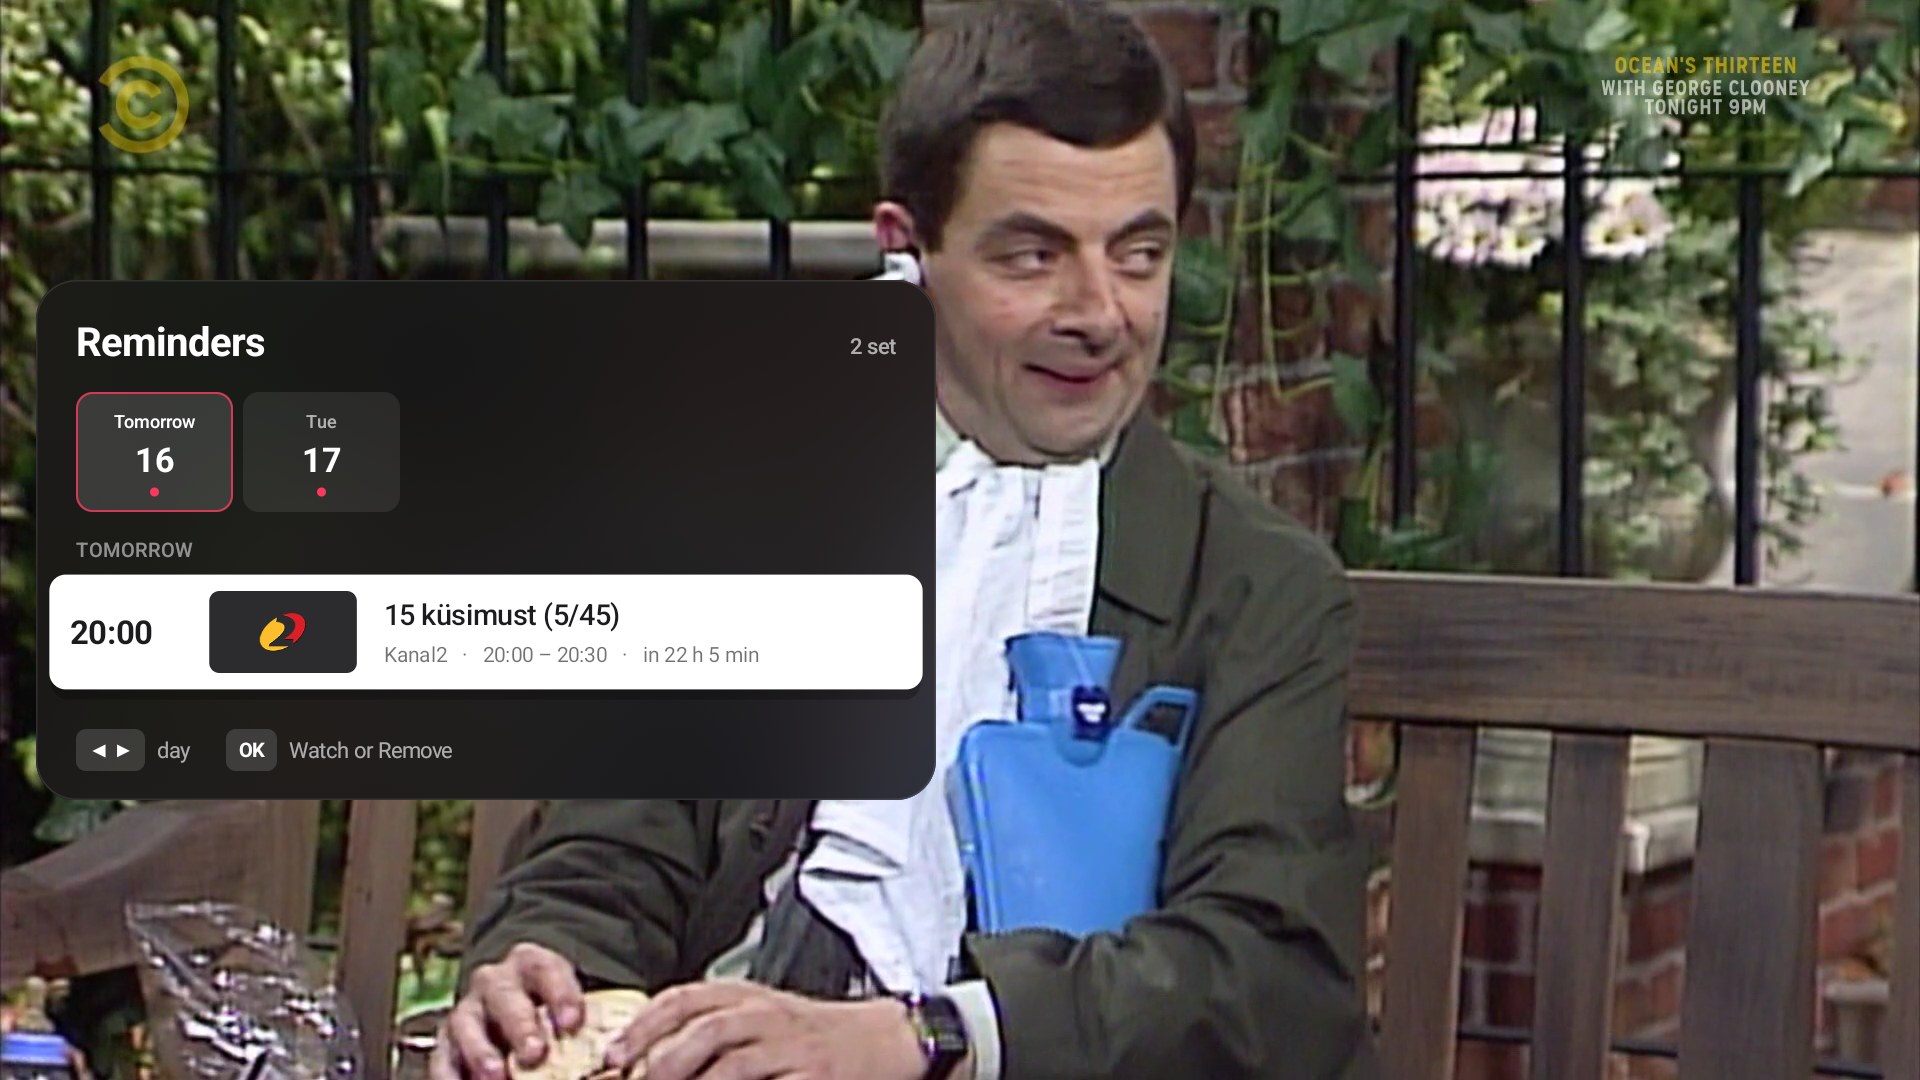 OCEAN'S THIRTEEN
WITH GEORGE CLOONEY
TONIGHT 9PM
Reminders
2 set
Tomorrow
16
Tue
17
TOMORROW
20:00
15 küsimust (5/45)
Kanal2 · 20:00 – 20:30 · in 22 h 5 min
◀ ▶ day OK Watch or Remove